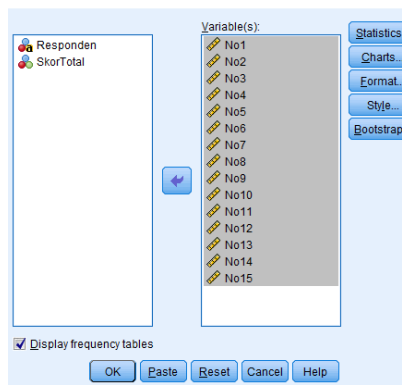 Variable(s):
Responden
SkorTotal
No1
No2
No3
No4
No5
No6
No7
No8
No9
No10
No11
No12
No13
No14
No15
Statistics
Charts..
Format..
Style...
Bootstrap
Display frequency tables
OK Paste Reset Cancel Help